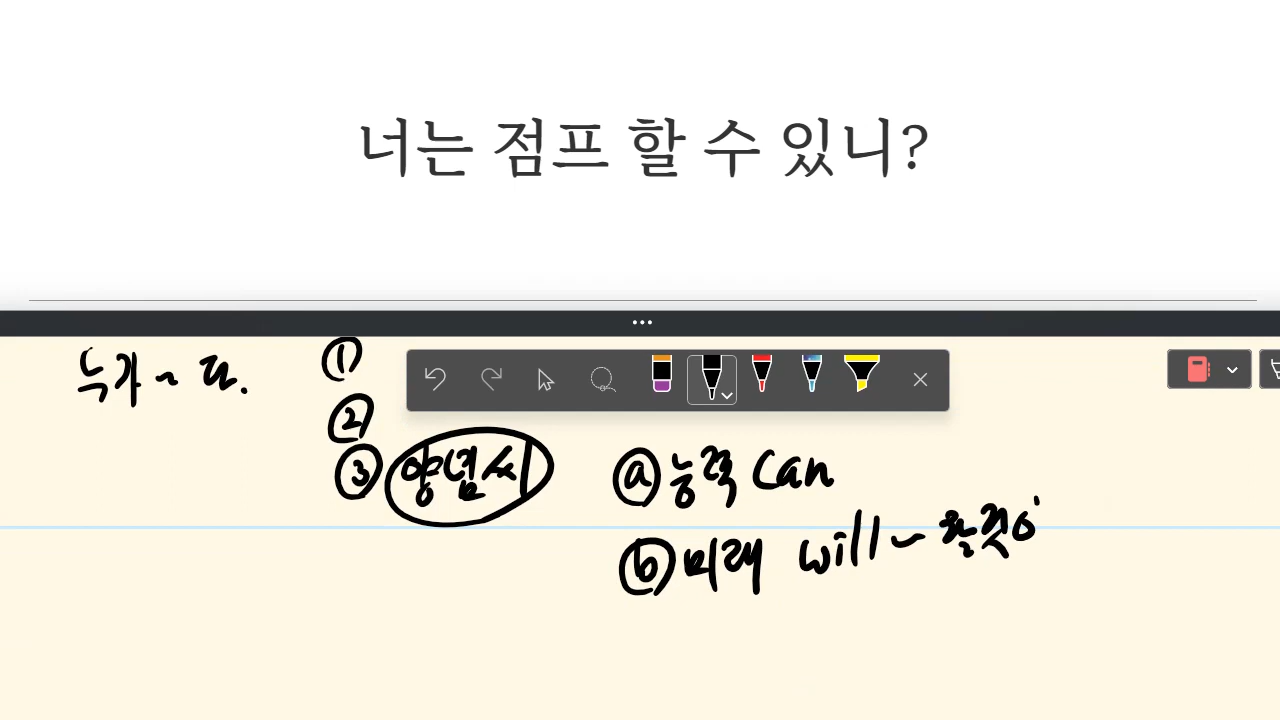 너는 점프 할 수 있니?
누가 ~ 다.
①
②
③ 양념시
ⓐ 능력 can
ⓑ 미래 will ~ 할 것이